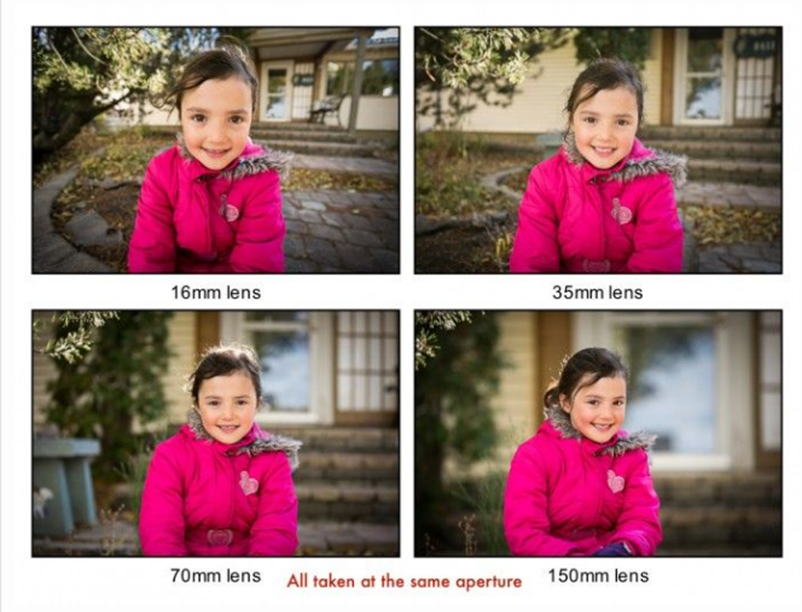 16mm lens
35mm lens
70mm lens
All taken at the same aperture
150mm lens